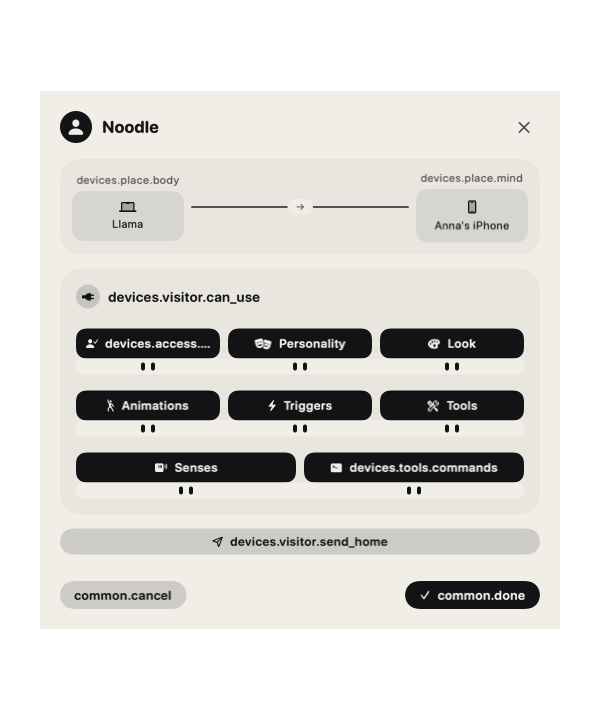 Noodle
devices.place.body
devices.place.mind
Llama
Anna's iPhone
devices.visitor.can_use
devices.access....
Personality
Look
Animations
Triggers
Tools
Senses
devices.tools.commands
devices.visitor.send_home
common.cancel
common.done